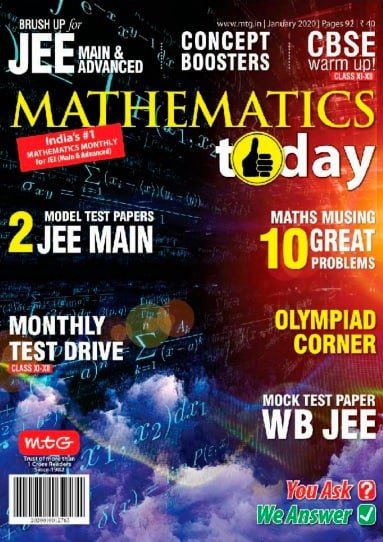 BRUSH UP for
JEE MAIN & ADVANCED
CONCEPT BOOSTERS
www.mtg.in | January 2020 | Pages 92 | ₹ 40
CBSE
warm up!
CLASS XI-XII
MATHEMATICS
today
India's #1
MATHEMATICS MONTHLY
for JEE (Main & Advanced)
2 MODEL TEST PAPERS
JEE MAIN
MATHS MUSING
10 GREAT
PROBLEMS
MONTHLY
TEST DRIVE
CLASS XI-XII
OLYMPIAD
CORNER
MOCK TEST PAPER
WB JEE
mtG
Trust of more than
1 Crore Readers
Since 1982
You Ask ?
We Answer